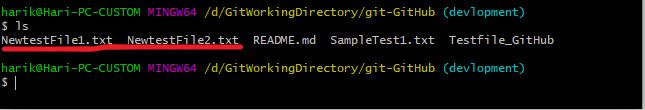 harik@Hari-PC-CUSTOM MINGW64 /d/GitWorkingDirectory/git-GitHub (devlopment)
$ ls
NewtestFile1.txt  NewtestFile2.txt  README.md  SampleTest1.txt  Testfile_GitHub
harik@Hari-PC-CUSTOM MINGW64 /d/GitWorkingDirectory/git-GitHub (devlopment)
$